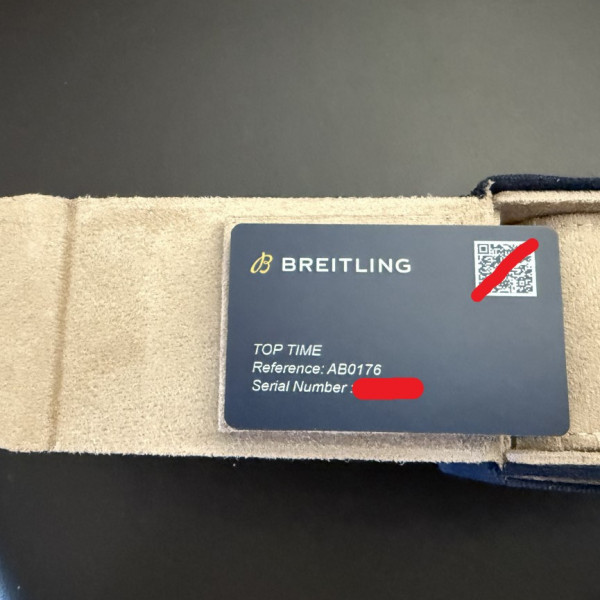 BREITLING
TOP TIME
Reference: AB0176
Serial Number :